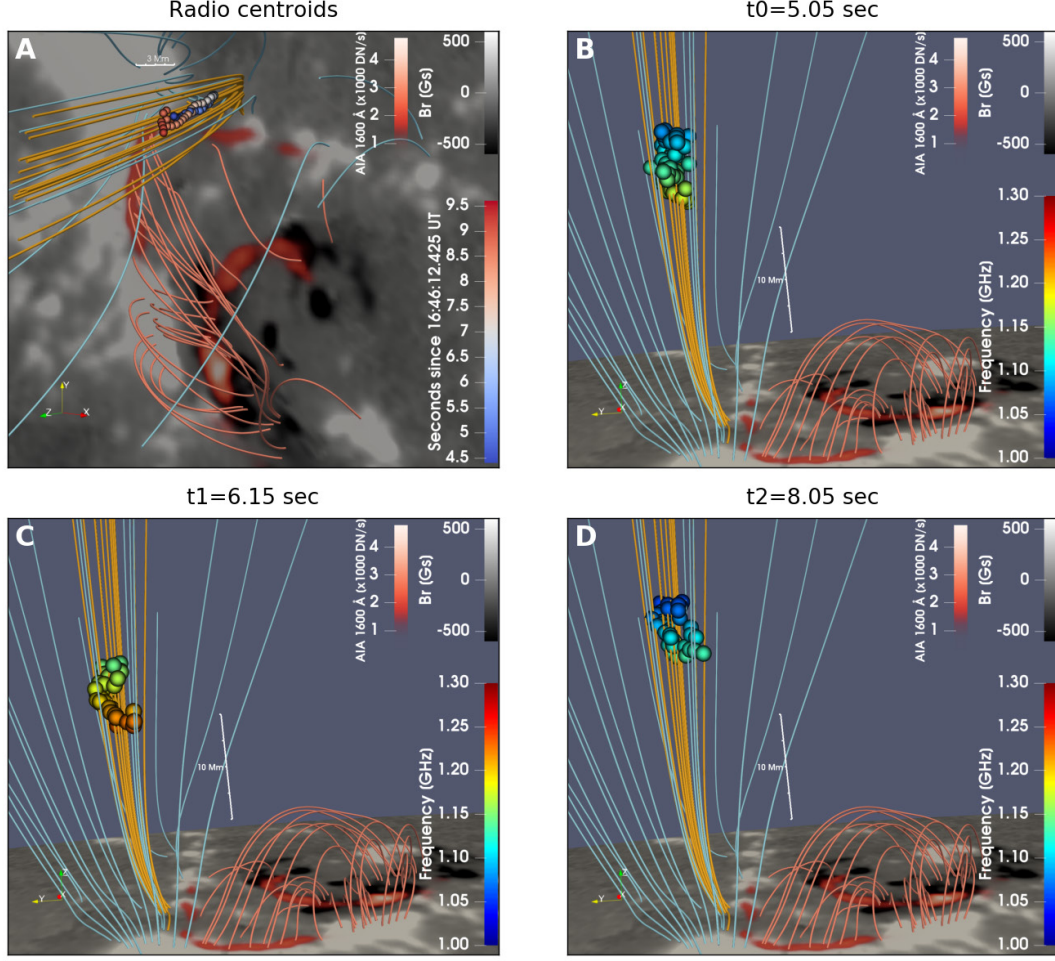 Radio centroids
A
3 Mm
AIA 1600 Å (x1000 DN/s)
4
3
2
1
Br (Gs)
500
0
-500
Seconds since 16:46:12.425 UT
9.5
9
8.5
8
7.5
7
6.5
6
5.5
5
4.5
Y
Z
X
t0=5.05 sec
B
AIA 1600 Å (x1000 DN/s)
4
3
2
1
Br (Gs)
500
0
-500
10 Mm
Frequency (GHz)
1.30
1.25
1.20
1.15
1.10
1.05
1.00
Z
Y
X
t1=6.15 sec
C
AIA 1600 Å (x1000 DN/s)
4
3
2
1
Br (Gs)
500
0
-500
10 Mm
Frequency (GHz)
1.30
1.25
1.20
1.15
1.10
1.05
1.00
Z
Y
X
t2=8.05 sec
D
AIA 1600 Å (x1000 DN/s)
4
3
2
1
Br (Gs)
500
0
-500
10 Mm
Frequency (GHz)
1.30
1.25
1.20
1.15
1.10
1.05
1.00
Z
Y
X